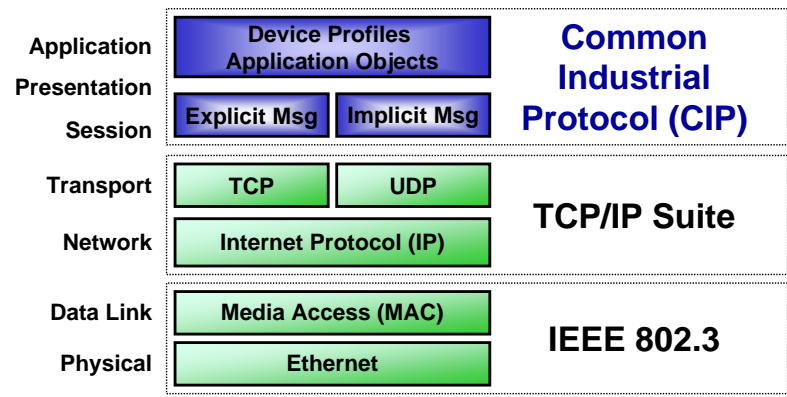 Application
Presentation
Session
Device Profiles
Application Objects
Explicit Msg
Implicit Msg
Common
Industrial
Protocol (CIP)
Transport
TCP
UDP
Network
Internet Protocol (IP)
TCP/IP Suite
Data Link
Media Access (MAC)
Physical
Ethernet
IEEE 802.3